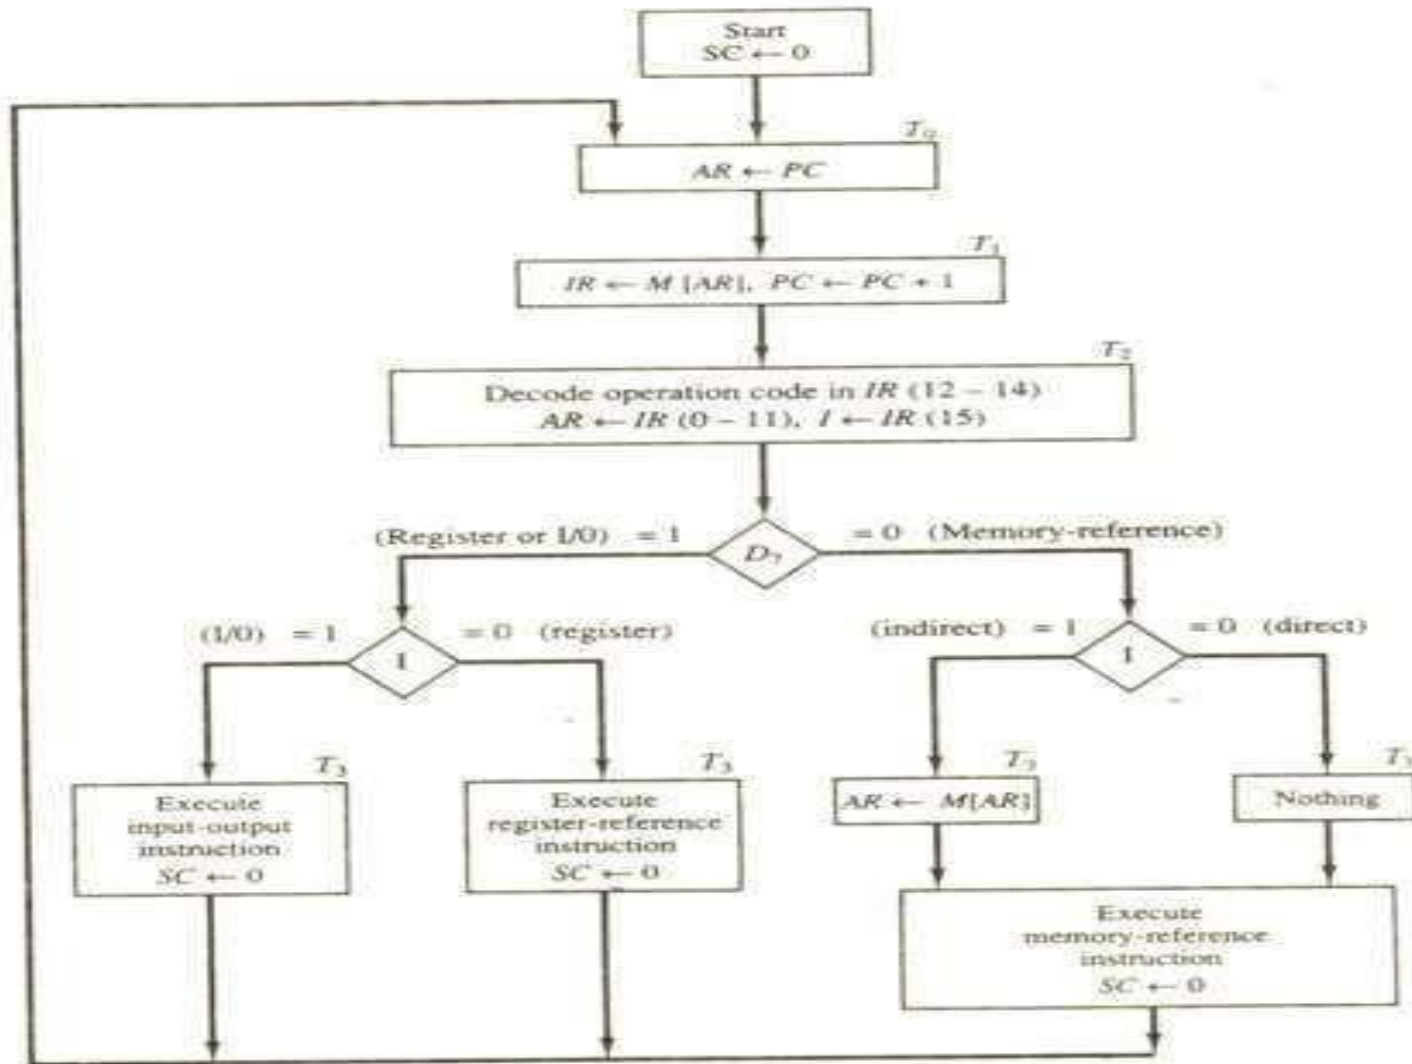 Start
SC ← 0
T₀
AR ← PC
T₁
IR ← M [AR], PC ← PC + 1
T₂
Decode operation code in IR (12 – 14)
AR ← IR (0 – 11), I ← IR (15)
(Register or I/0) = 1
D₇
= 0 (Memory-reference)
(I/0) = 1
I
= 0 (register)
(indirect) = 1
I
= 0 (direct)
T₃
Execute
input-output
instruction
SC ← 0
T₃
Execute
register-reference
instruction
SC ← 0
T₃
AR ← M[AR]
T₃
Nothing
Execute
memory-reference
instruction
SC ← 0